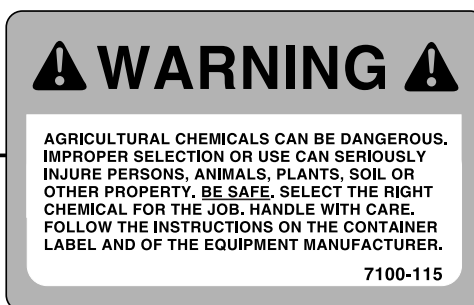 WARNING
AGRICULTURAL CHEMICALS CAN BE DANGEROUS.
IMPROPER SELECTION OR USE CAN SERIOUSLY
INJURE PERSONS, ANIMALS, PLANTS, SOIL OR
OTHER PROPERTY. BE SAFE. SELECT THE RIGHT
CHEMICAL FOR THE JOB. HANDLE WITH CARE.
FOLLOW THE INSTRUCTIONS ON THE CONTAINER
LABEL AND OF THE EQUIPMENT MANUFACTURER.
7100-115